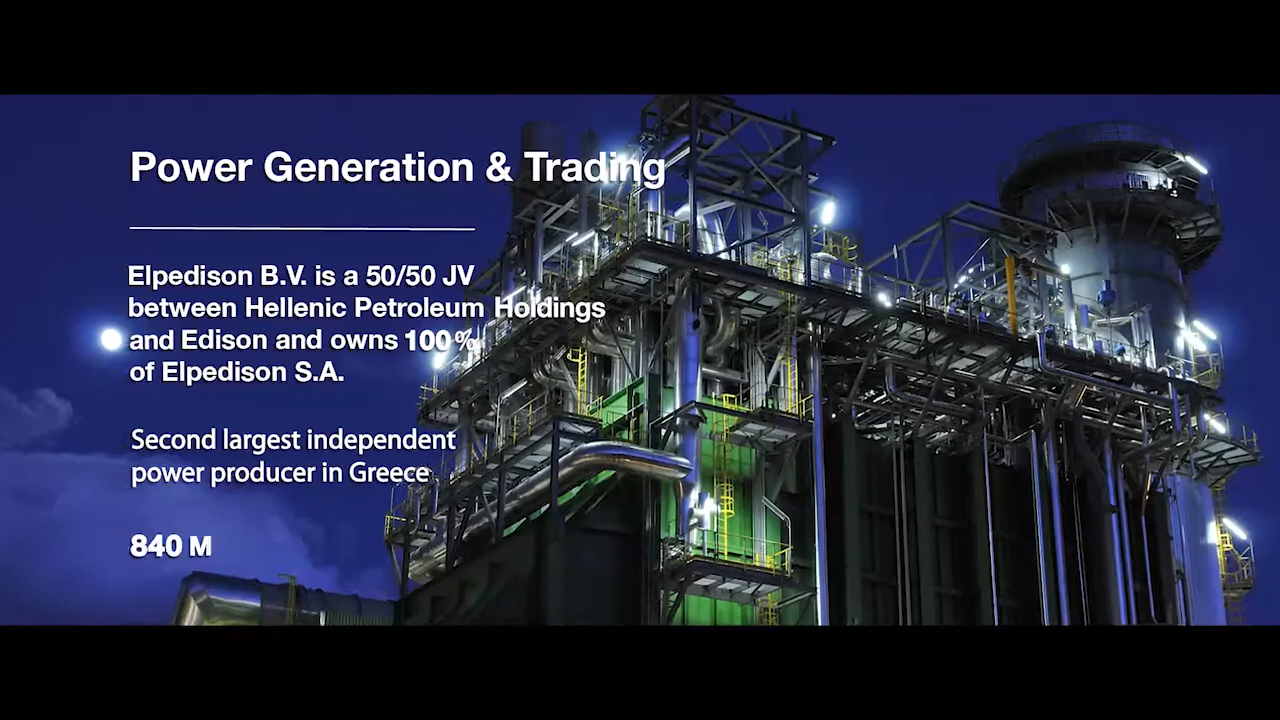 Power Generation & Trading
Elpedison B.V. is a 50/50 JV
between Hellenic Petroleum Holdings
and Edison and owns 100%
of Elpedison S.A.
Second largest independent
power producer in Greece
840 M